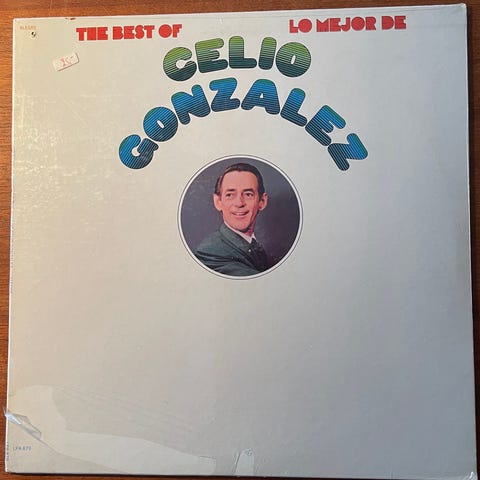 THE BEST OF
LO MEJOR DE
CELIO
GONZALEZ